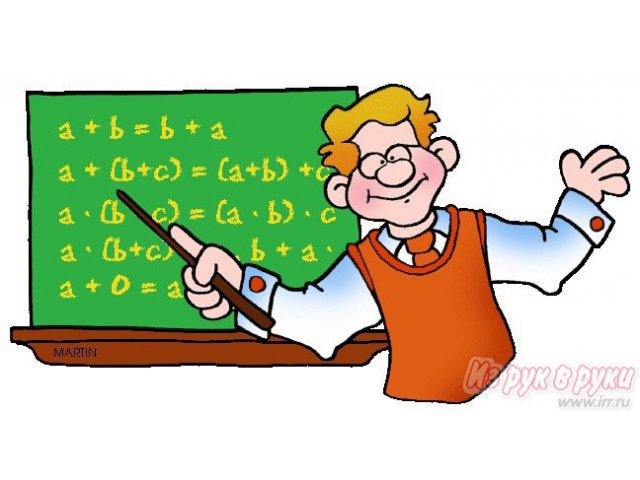 a + b = b + a
a + (b+c) = (a+b) + c
a · (b c) = (a · b) · c
a · (b+c) b + a ·
a + 0 = a
MARTIN
Из рук в руки
www.irr.ru